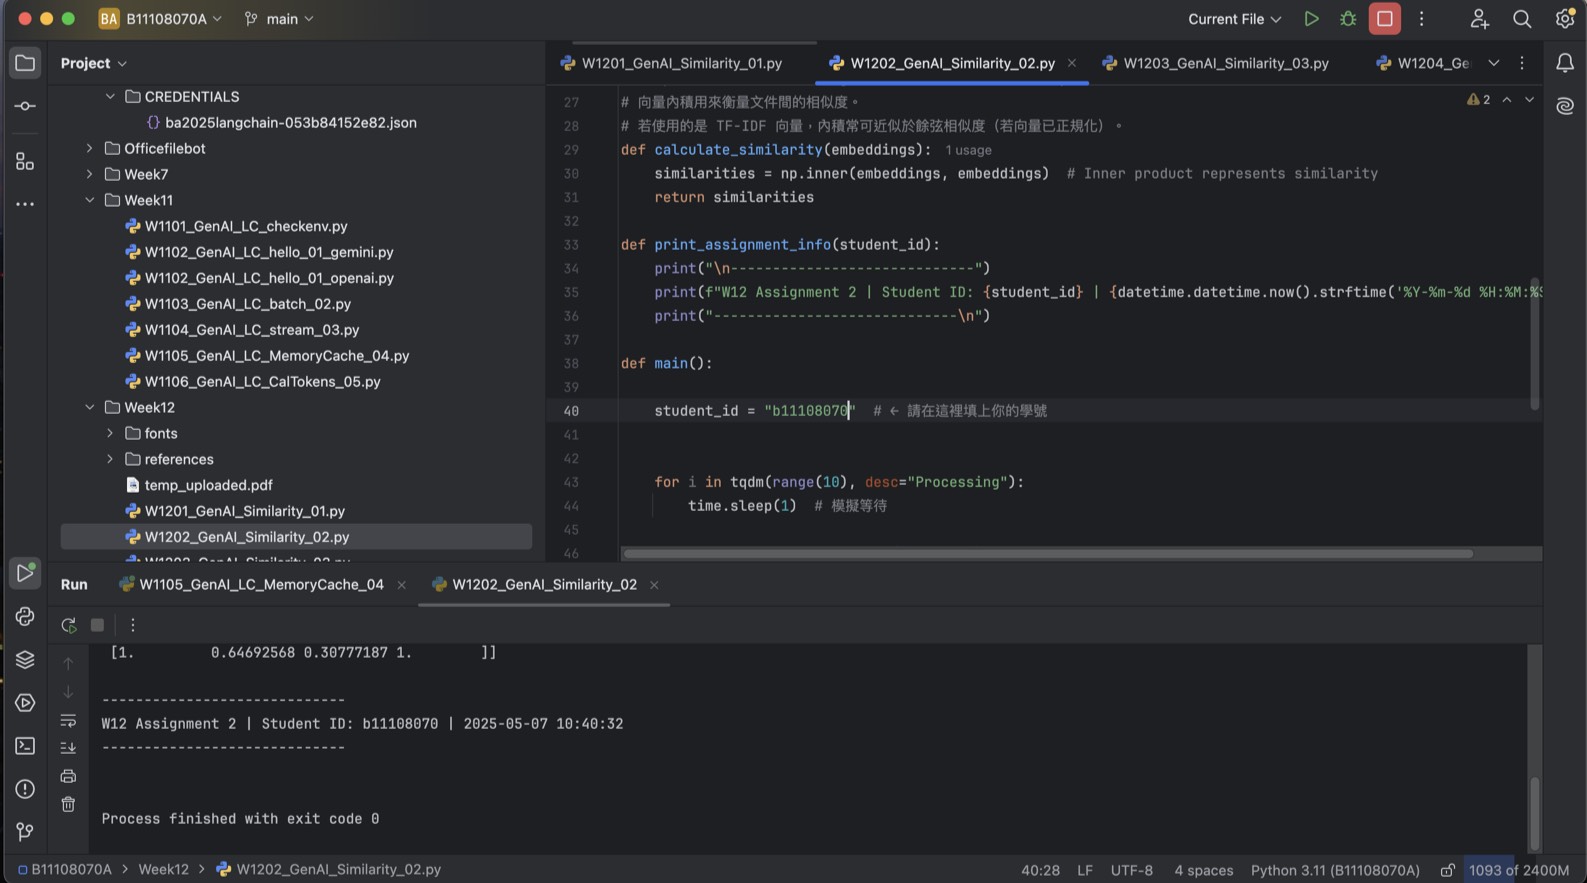 BA B11108070A main Current File
Project
CREDENTIALS
ba2025langchain-053b84152e82.json
Officefilebot
Week7
Week11
W1101_GenAI_LC_checkenv.py
W1102_GenAI_LC_hello_01_gemini.py
W1102_GenAI_LC_hello_01_openai.py
W1103_GenAI_LC_batch_02.py
W1104_GenAI_LC_stream_03.py
W1105_GenAI_LC_MemoryCache_04.py
W1106_GenAI_LC_CalTokens_05.py
Week12
fonts
references
temp_uploaded.pdf
W1201_GenAI_Similarity_01.py
W1202_GenAI_Similarity_02.py
W1201_GenAI_Similarity_01.py W1202_GenAI_Similarity_02.py W1203_GenAI_Similarity_03.py W1204_Ge
2
27 # 向量內積用來衡量文件間的相似度。
28 # 若使用的是 TF-IDF 向量，內積常可近似於餘弦相似度（若向量已正規化）。
29 def calculate_similarity(embeddings): 1 usage
30 similarities = np.inner(embeddings, embeddings) # Inner product represents similarity
31 return similarities
32
33 def print_assignment_info(student_id):
34 print("\n-----------------------------")
35 print(f"W12 Assignment 2 | Student ID: {student_id} | {datetime.datetime.now().strftime('%Y-%m-%d %H:%M:%S
36 print("-----------------------------\n")
37
38 def main():
39
40 student_id = "b11108070" # ← 請在這裡填上你的學號
41
42
43 for i in tqdm(range(10), desc="Processing"):
44 time.sleep(1) # 模擬等待
45
46
Run W1105_GenAI_LC_MemoryCache_04 W1202_GenAI_Similarity_02
[1. 0.64692568 0.30777187 1. ]]
-----------------------------
W12 Assignment 2 | Student ID: b11108070 | 2025-05-07 10:40:32
-----------------------------
Process finished with exit code 0
B11108070A > Week12 > W1202_GenAI_Similarity_02.py 40:28 LF UTF-8 4 spaces Python 3.11 (B11108070A) 1093 of 2400M